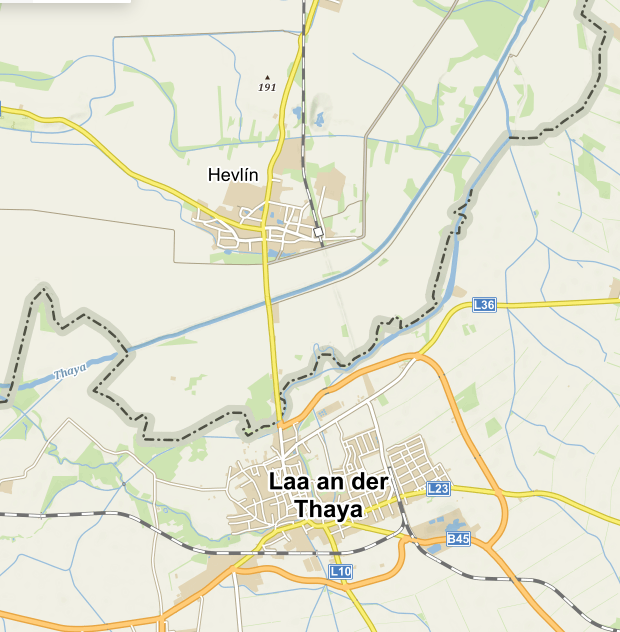 191
Hevlín
L36
Thaya
Laa an der
Thaya
L23
B45
L10